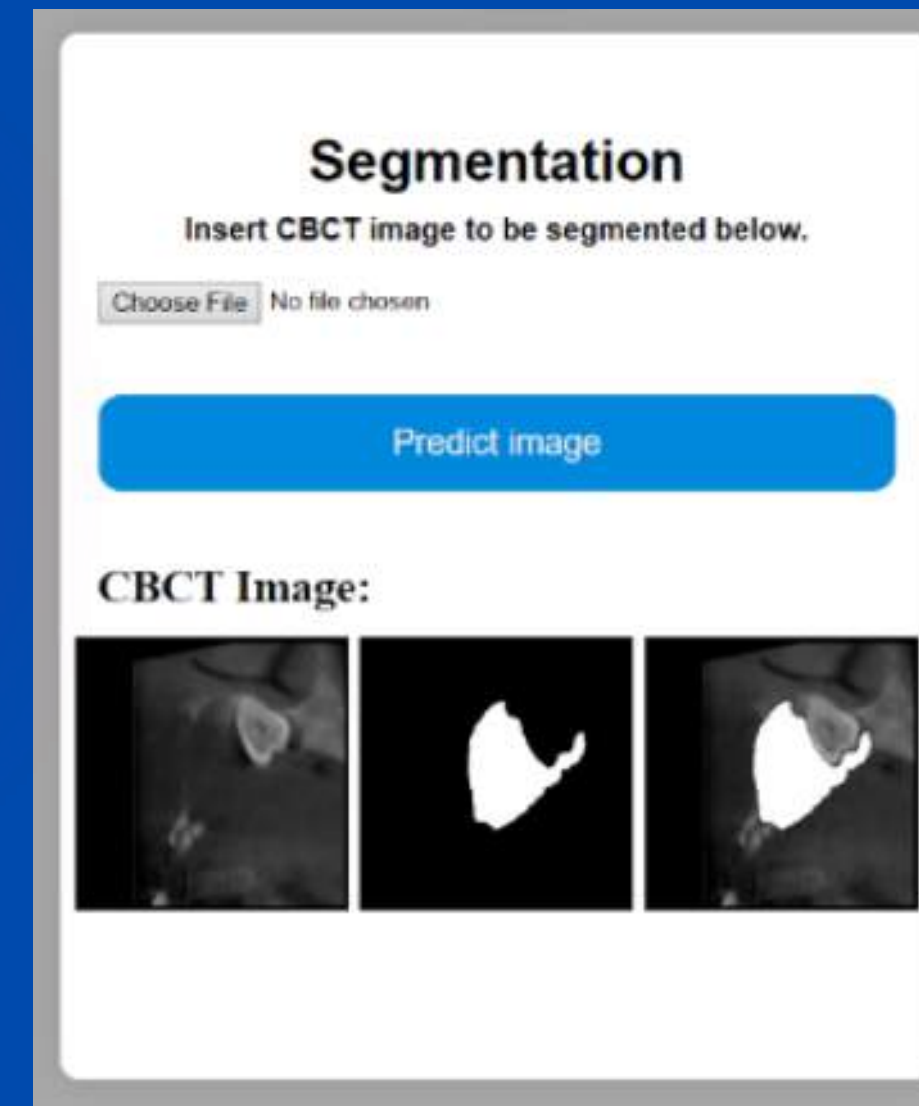 Segmentation
Insert CBCT image to be segmented below.
Choose File No file chosen
Predict image
CBCT Image: